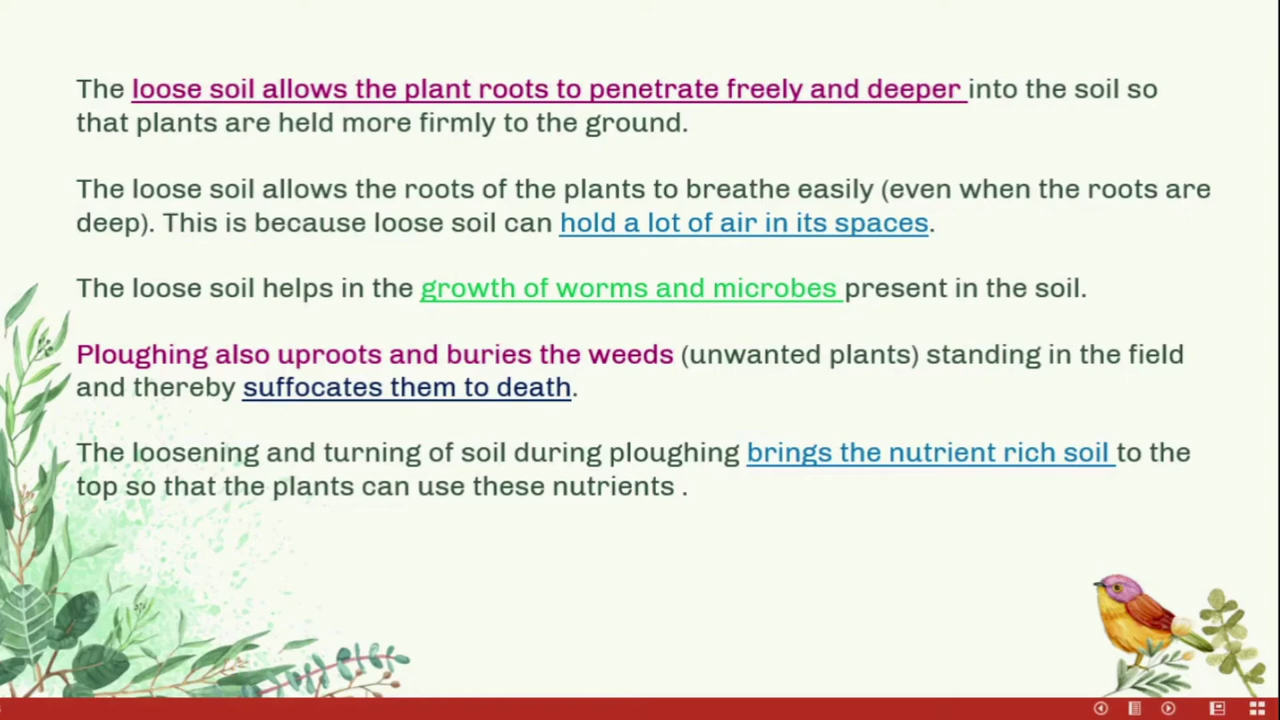 The loose soil allows the plant roots to penetrate freely and deeper into the soil so
that plants are held more firmly to the ground.
The loose soil allows the roots of the plants to breathe easily (even when the roots are
deep). This is because loose soil can hold a lot of air in its spaces.
The loose soil helps in the growth of worms and microbes present in the soil.
Ploughing also uproots and buries the weeds (unwanted plants) standing in the field
and thereby suffocates them to death.
The loosening and turning of soil during ploughing brings the nutrient rich soil to the
top so that the plants can use these nutrients .